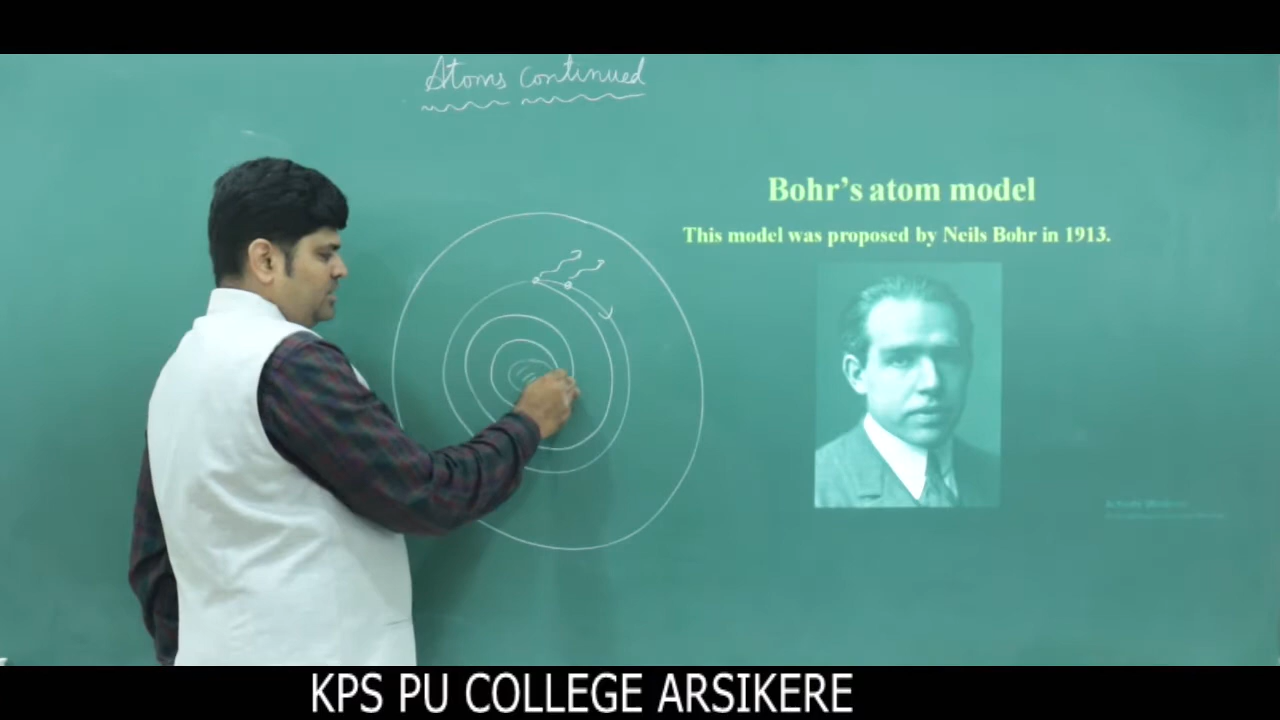 Atoms continued
Bohr's atom model
This model was proposed by Neils Bohr in 1913.
KPS PU COLLEGE ARSIKERE